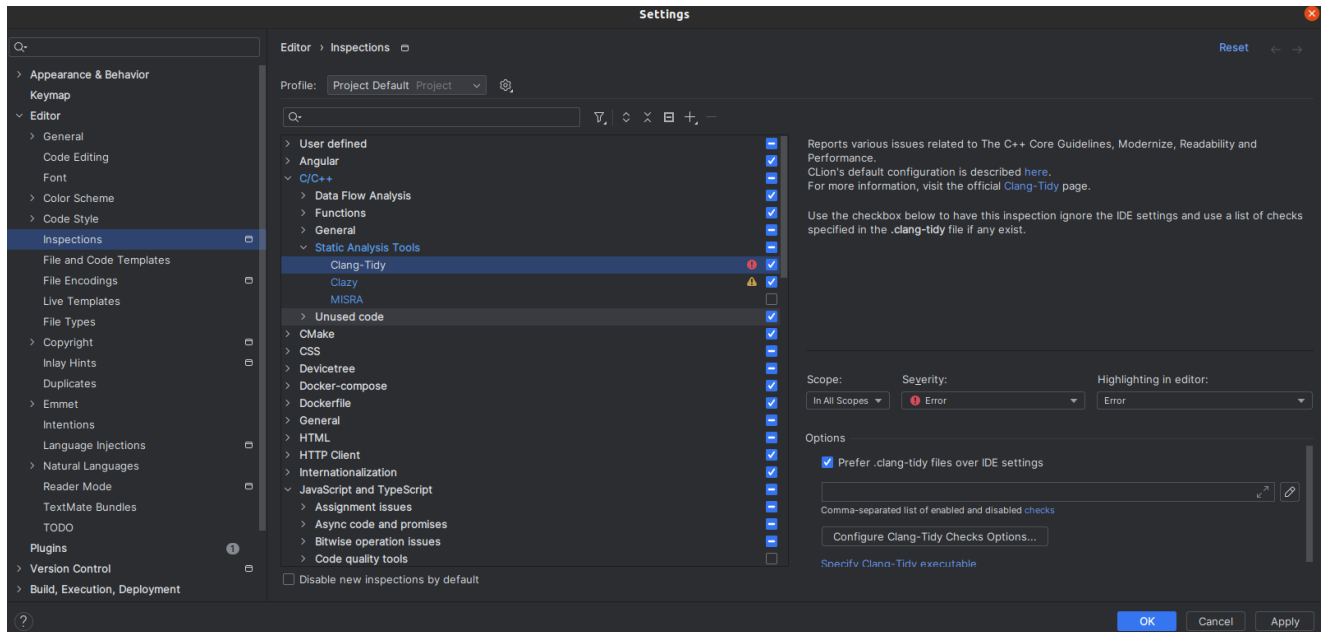 Settings
Appearance & Behavior
Keymap
Editor
General
Code Editing
Font
Color Scheme
Code Style
Inspections
File and Code Templates
File Encodings
Live Templates
File Types
Copyright
Inlay Hints
Duplicates
Emmet
Intentions
Language Injections
Natural Languages
Reader Mode
TextMate Bundles
TODO
Plugins 1
Version Control
Build, Execution, Deployment
?
Editor › Inspections
Reset
Profile: Project Default Project
User defined
Angular
C/C++
Data Flow Analysis
Functions
General
Static Analysis Tools
Clang-Tidy
Clazy
MISRA
Unused code
CMake
CSS
Devicetree
Docker-compose
Dockerfile
General
HTML
HTTP Client
Internationalization
JavaScript and TypeScript
Assignment issues
Async code and promises
Bitwise operation issues
Code quality tools
Disable new inspections by default
Reports various issues related to The C++ Core Guidelines, Modernize, Readability and
Performance.
CLion's default configuration is described here.
For more information, visit the official Clang-Tidy page.
Use the checkbox below to have this inspection ignore the IDE settings and use a list of checks
specified in the .clang-tidy file if any exist.
Scope: Severity: Highlighting in editor:
In All Scopes Error Error
Options
Prefer .clang-tidy files over IDE settings
Comma-separated list of enabled and disabled checks
Configure Clang-Tidy Checks Options...
Specify Clang-Tidy executable
OK Cancel Apply